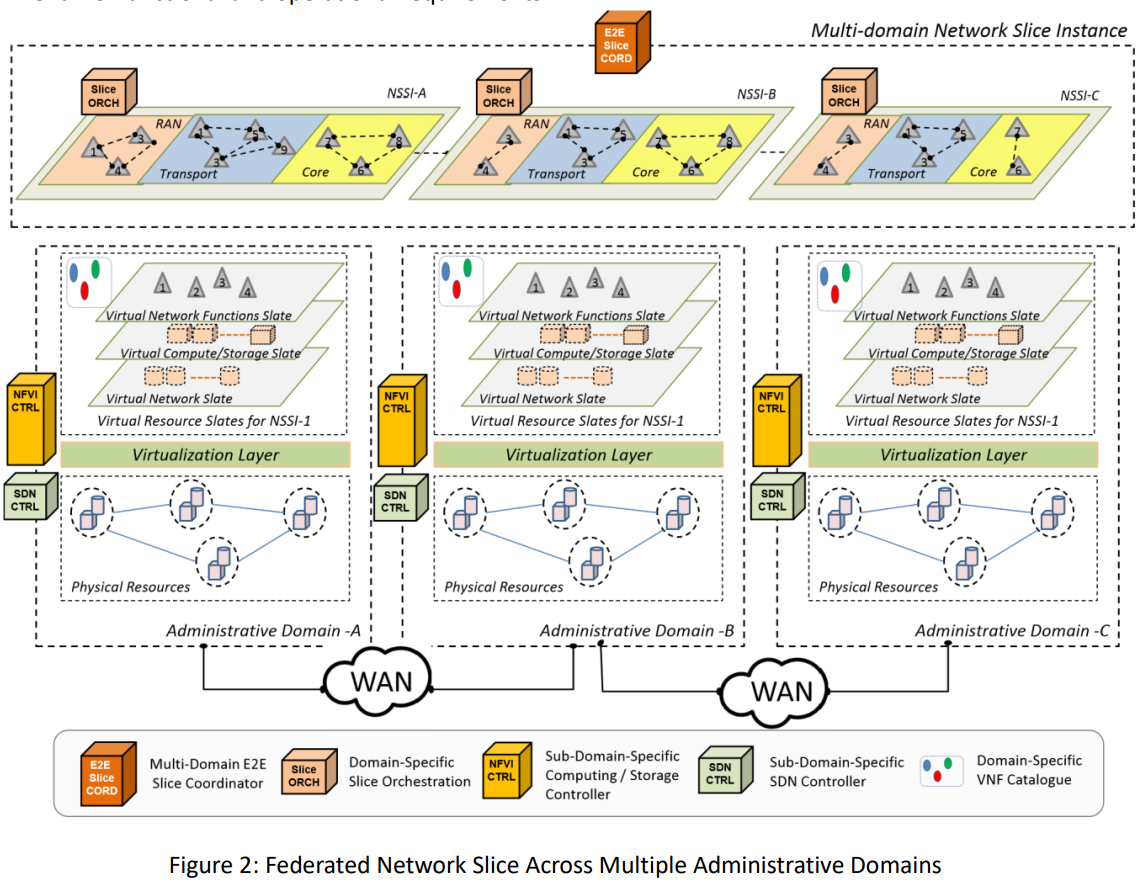 Multi-domain Network Slice Instance
E2E
Slice
CORD
Slice
ORCH
NSSI-A
RAN
1
3
4
Transport
1
5
3
9
Core
2
8
6
Slice
ORCH
NSSI-B
RAN
3
4
Transport
1
5
3
Core
2
8
6
Slice
ORCH
NSSI-C
RAN
3
4
Transport
1
5
3
Core
7
6
1 2 3 4
Virtual Network Functions Slate
Virtual Compute/Storage Slate
Virtual Network Slate
Virtual Resource Slates for NSSI-1
NFVI
CTRL
Virtualization Layer
SDN
CTRL
Physical Resources
Administrative Domain -A
1 2 3 4
Virtual Network Functions Slate
Virtual Compute/Storage Slate
Virtual Network Slate
Virtual Resource Slates for NSSI-1
NFVI
CTRL
Virtualization Layer
SDN
CTRL
Physical Resources
Administrative Domain -B
1 2 3 4
Virtual Network Functions Slate
Virtual Compute/Storage Slate
Virtual Network Slate
Virtual Resource Slates for NSSI-1
NFVI
CTRL
Virtualization Layer
SDN
CTRL
Physical Resources
Administrative Domain -C
WAN
WAN
E2E
Slice
CORD
Multi-Domain E2E
Slice Coordinator
Slice
ORCH
Domain-Specific
Slice Orchestration
NFVI
CTRL
Sub-Domain-Specific
Computing / Storage
Controller
SDN
CTRL
Sub-Domain-Specific
SDN Controller
Domain-Specific
VNF Catalogue
Figure 2: Federated Network Slice Across Multiple Administrative Domains